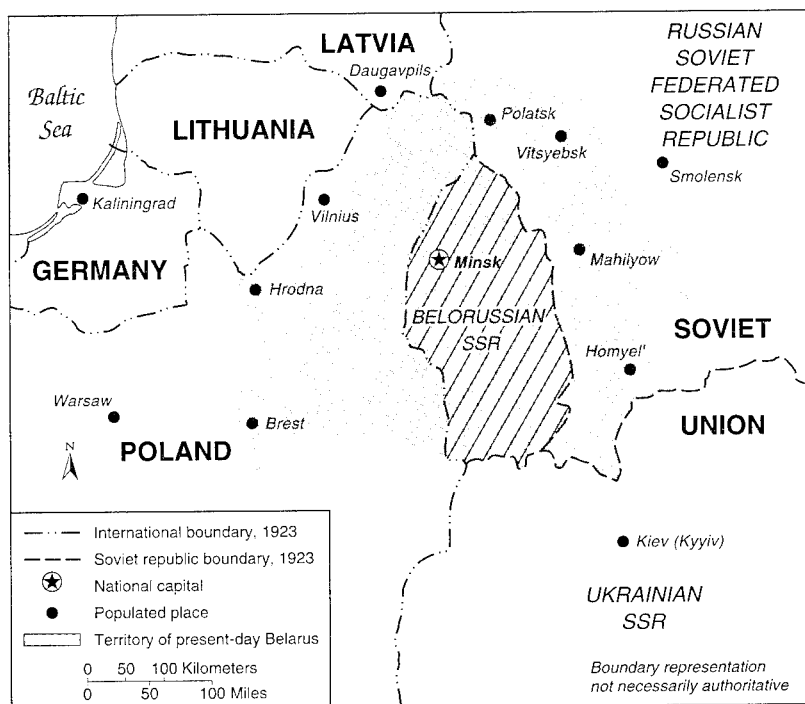 LATVIA
Daugavpils
RUSSIAN
SOVIET
FEDERATED
SOCIALIST
REPUBLIC
Baltic
Sea
LITHUANIA
Polatsk
Vitsyebsk
Smolensk
Kaliningrad
Vilnius
GERMANY
Minsk
Mahilyow
Hrodna
BELORUSSIAN
SSR
SOVIET
Homyel'
Warsaw
Brest
UNION
N
POLAND
International boundary, 1923
Soviet republic boundary, 1923
National capital
Populated place
Territory of present-day Belarus
0 50 100 Kilometers
0 50 100 Miles
Kiev (Kyyiv)
UKRAINIAN
SSR
Boundary representation
not necessarily authoritative